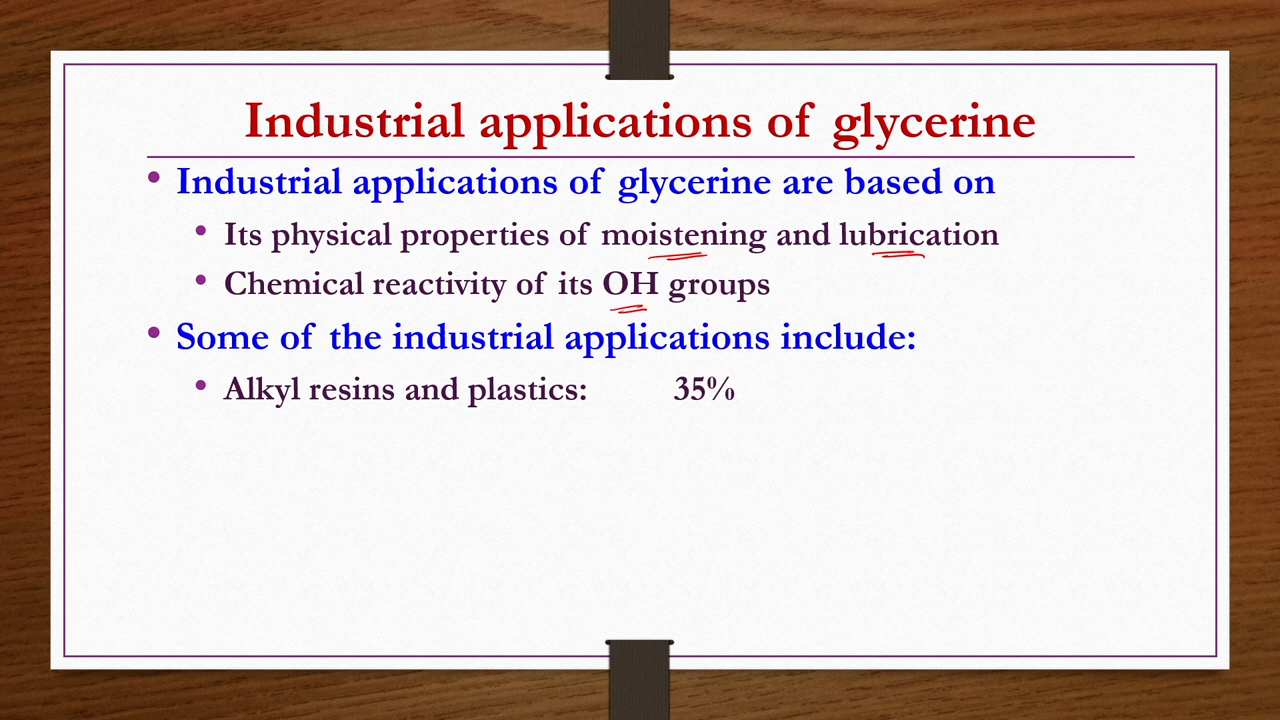 Industrial applications of glycerine
• Industrial applications of glycerine are based on
• Its physical properties of moistening and lubrication
• Chemical reactivity of its OH groups
• Some of the industrial applications include:
• Alkyl resins and plastics: 35%